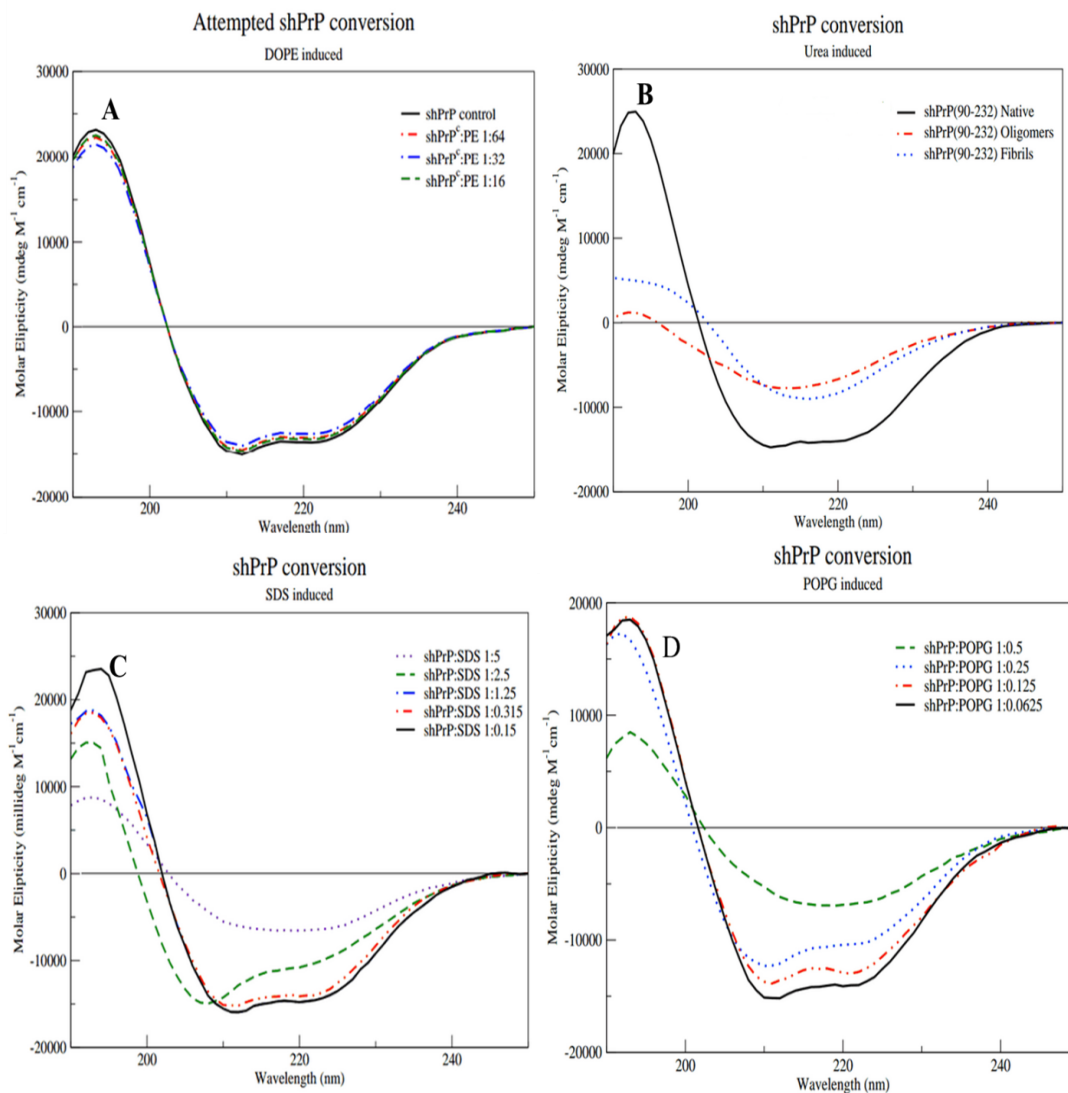 Attempted shPrP conversion
DOPE induced
A
shPrP control
shPrPᶜ:PE 1:64
shPrPᶜ:PE 1:32
shPrPᶜ:PE 1:16
30000
20000
10000
0
-10000
-20000
Molar Elipticity (mdeg M⁻¹ cm⁻¹)
200
220
240
Wavelength (nm)
shPrP conversion
Urea induced
B
shPrP(90-232) Native
shPrP(90-232) Oligomers
shPrP(90-232) Fibrils
30000
20000
10000
0
-10000
-20000
Molar Elipticity (mdeg M⁻¹ cm⁻¹)
200
220
240
Wavelength (nm)
shPrP conversion
SDS induced
C
shPrP:SDS 1:5
shPrP:SDS 1:2.5
shPrP:SDS 1:1.25
shPrP:SDS 1:0.315
shPrP:SDS 1:0.15
30000
20000
10000
0
-10000
-20000
Molar Elipticity (millideg M⁻¹cm⁻¹)
200
220
240
Wavelength (nm)
shPrP conversion
POPG induced
D
shPrP:POPG 1:0.5
shPrP:POPG 1:0.25
shPrP:POPG 1:0.125
shPrP:POPG 1:0.0625
20000
10000
0
-10000
-20000
Molar Elipticity (mdeg M⁻¹cm⁻¹)
200
220
240
Wavelength (nm)